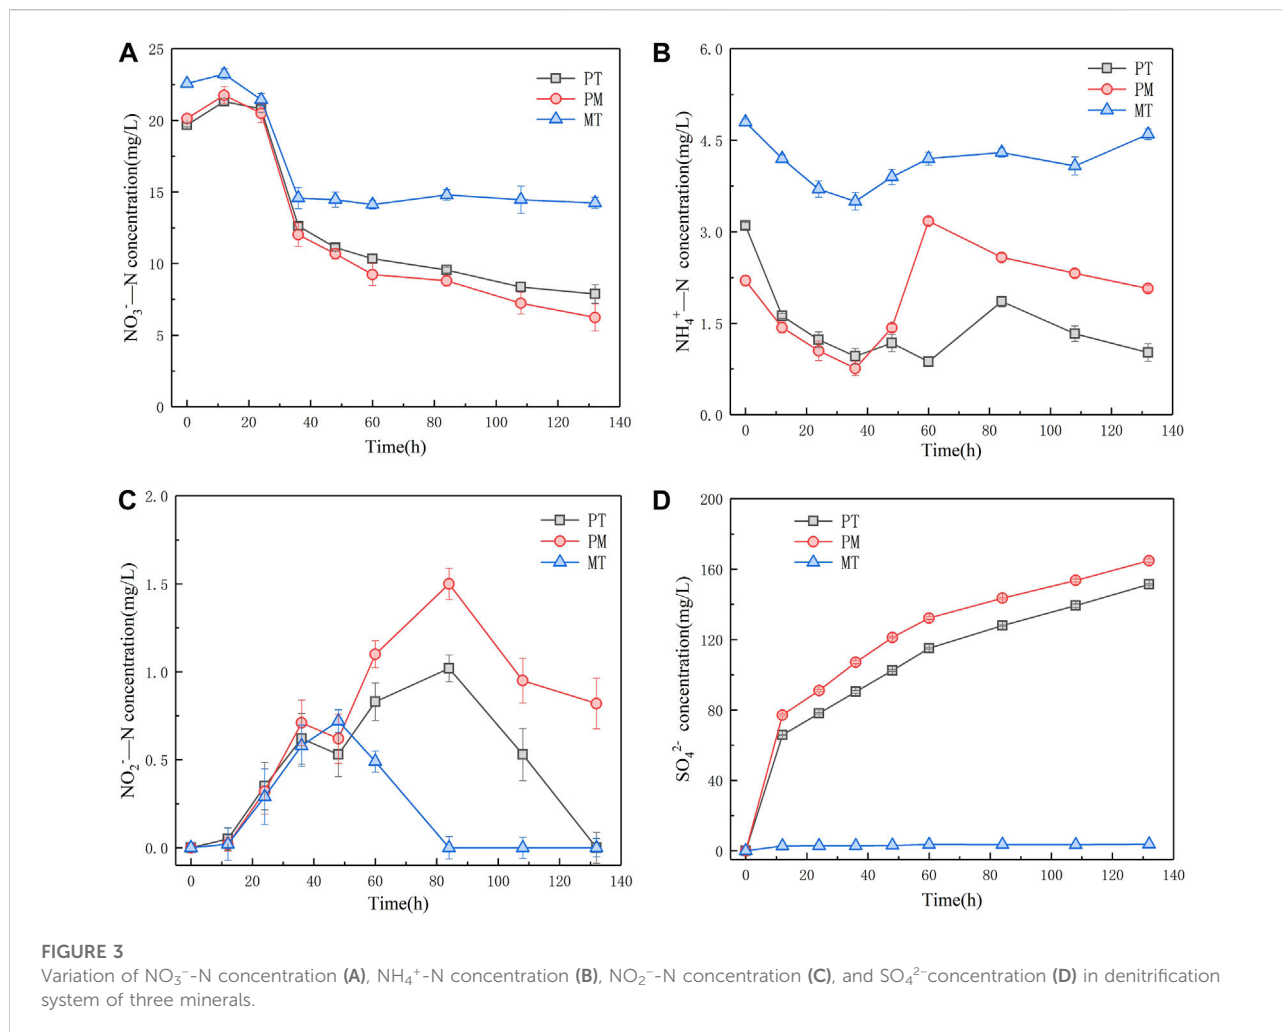 A
25
20
15
10
5
0
0 20 40 60 80 100 120 140
NO₃⁻—N concentration(mg/L)
Time(h)
PT
PM
MT
B
6.0
4.5
3.0
1.5
0.0
0 20 40 60 80 100 120 140
NH₄⁺—N concentration(mg/L)
Time(h)
PT
PM
MT
C
2.0
1.5
1.0
0.5
0.0
0 20 40 60 80 100 120 140
NO₂⁻—N concentration(mg/L)
Time(h)
PT
PM
MT
D
200
160
120
80
40
0
0 20 40 60 80 100 120 140
SO₄²⁻ concentration(mg/L)
Time(h)
PT
PM
MT
FIGURE 3
Variation of NO₃⁻-N concentration (A), NH₄⁺-N concentration (B), NO₂⁻-N concentration (C), and SO₄²⁻concentration (D) in denitrification
system of three minerals.